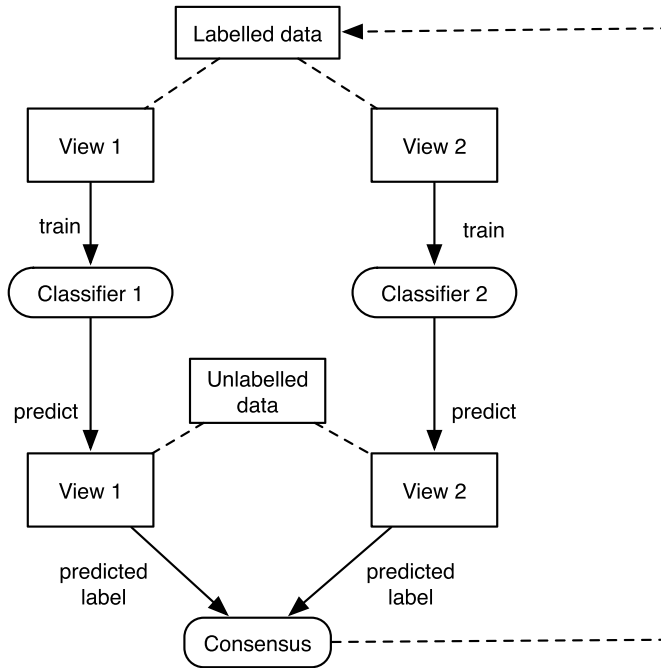 Labelled data
View 1
View 2
train
train
Classifier 1
Classifier 2
Unlabelled
data
predict
predict
View 1
View 2
predicted
label
predicted
label
Consensus